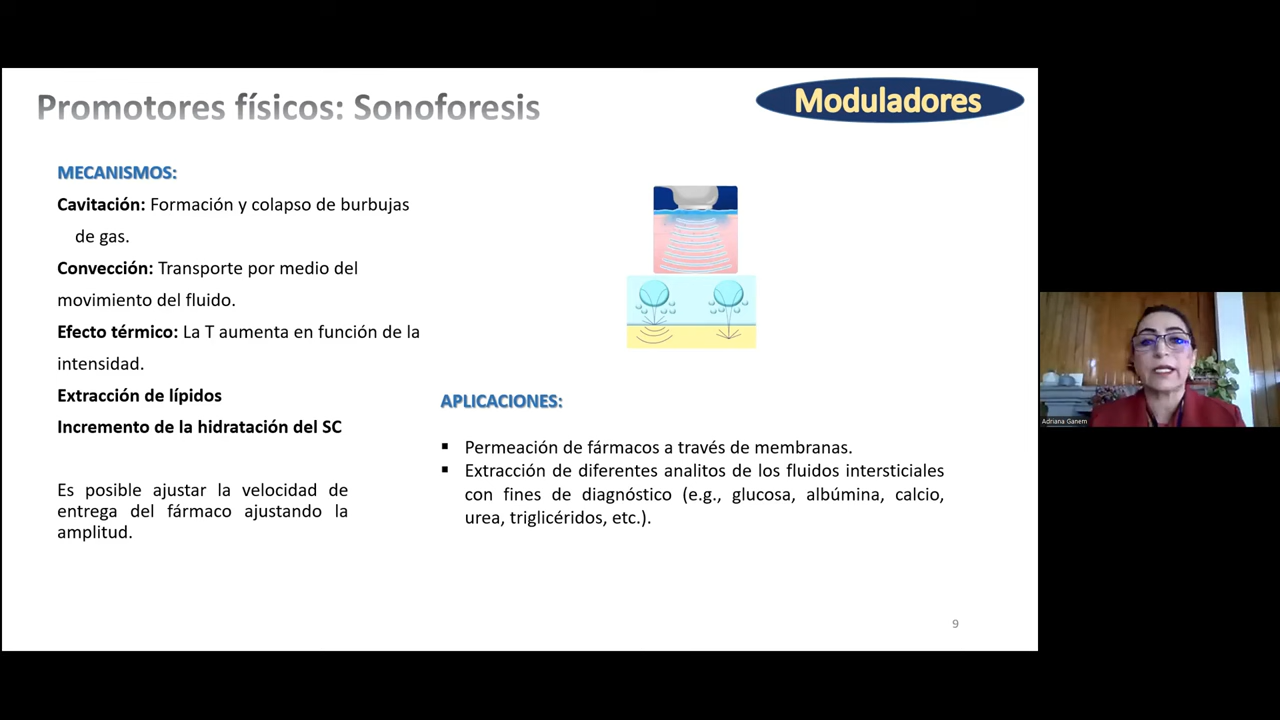 Promotores físicos: Sonoforesis
Moduladores
MECANISMOS:
Cavitación: Formación y colapso de burbujas
de gas.
Convección: Transporte por medio del
movimiento del fluido.
Efecto térmico: La T aumenta en función de la
intensidad.
Extracción de lípidos
Incremento de la hidratación del SC
Es posible ajustar la velocidad de
entrega del fármaco ajustando la
amplitud.
APLICACIONES:
▪ Permeación de fármacos a través de membranas.
▪ Extracción de diferentes analitos de los fluidos intersticiales
con fines de diagnóstico (e.g., glucosa, albúmina, calcio,
urea, triglicéridos, etc.).
9
Adriana Ganem